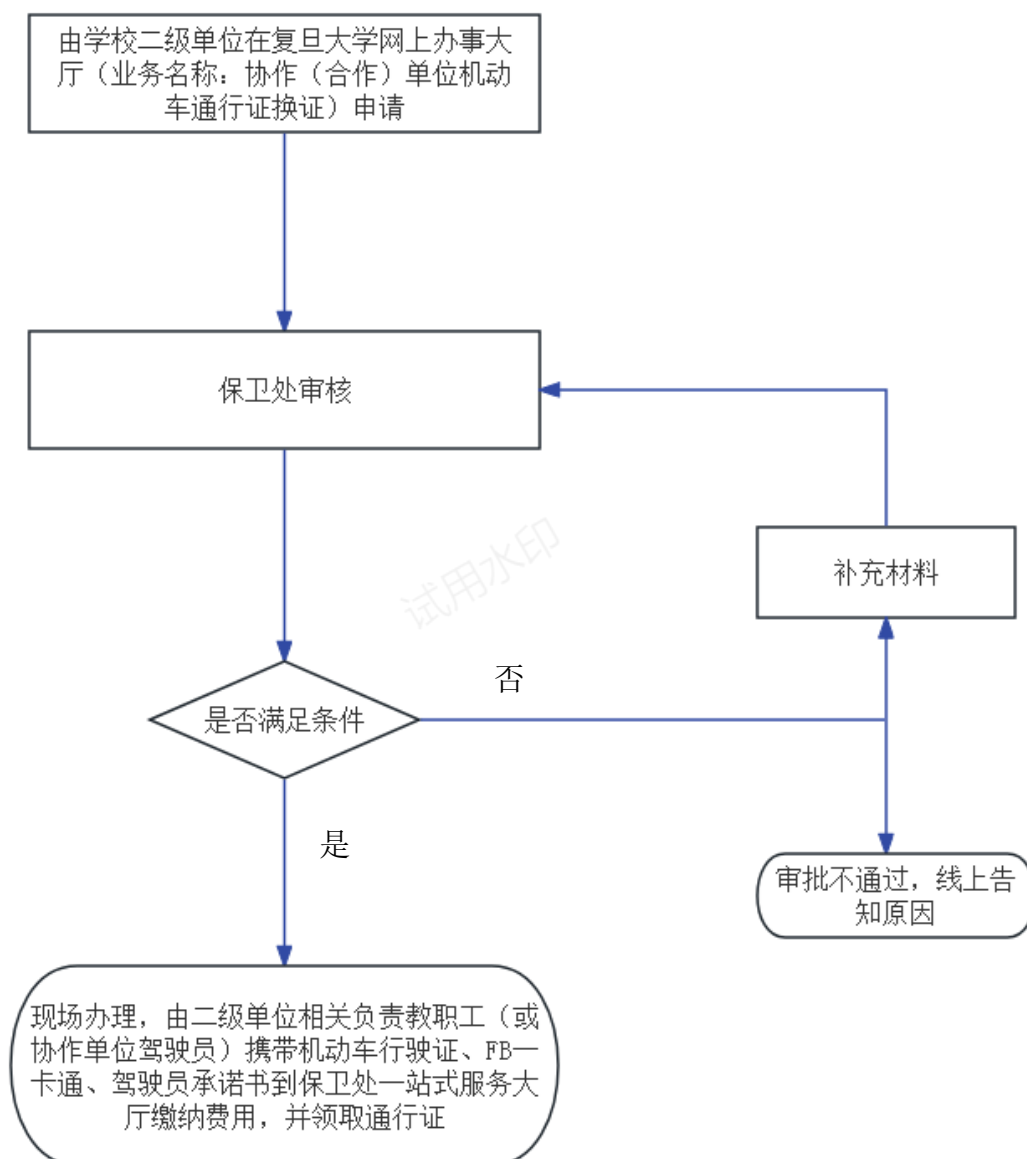 由学校二级单位在复旦大学网上办事大
厅（业务名称：协作（合作）单位机动
车通行证换证）申请
保卫处审核
补充材料
试用水印
否
是否满足条件
是
审批不通过，线上告
知原因
现场办理，由二级单位相关负责教职工（或
协作单位驾驶员）携带机动车行驶证、FB一
卡通、驾驶员承诺书到保卫处一站式服务大
厅缴纳费用，并领取通行证